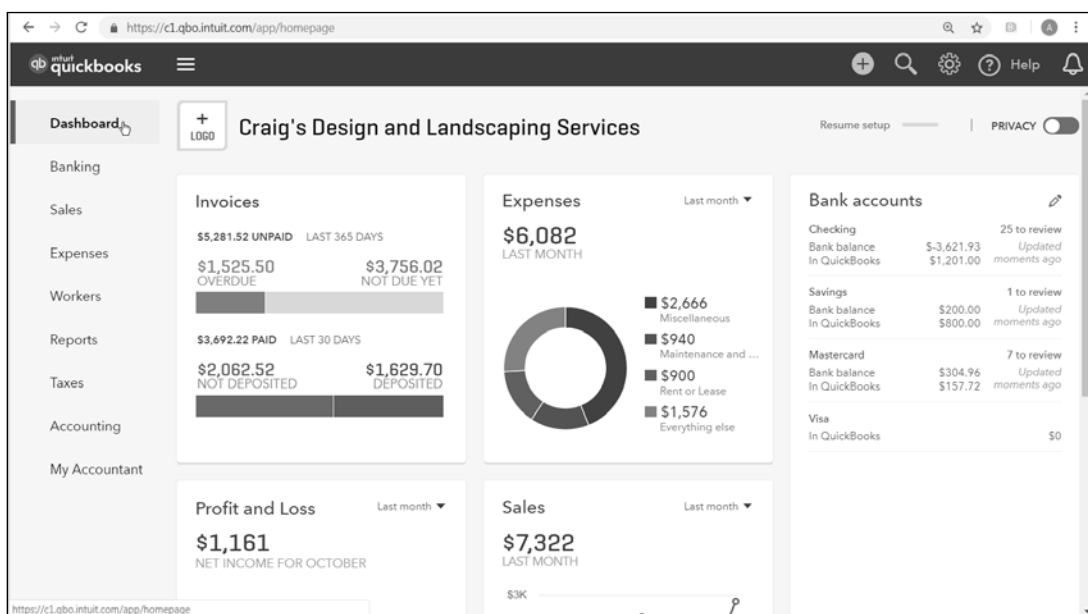 https://c1.qbo.intuit.com/app/homepage
A
qb intuit quickbooks
Help
Dashboard
Banking
Sales
Expenses
Workers
Reports
Taxes
Accounting
My Accountant
+ LOGO
Craig's Design and Landscaping Services
Resume setup
PRIVACY
Invoices
$5,281.52 UNPAID LAST 365 DAYS
$1,525.50 $3,756.02
OVERDUE NOT DUE YET
$3,692.22 PAID LAST 30 DAYS
$2,062.52 $1,629.70
NOT DEPOSITED DEPOSITED
Expenses Last month
$6,082
LAST MONTH
$2,666
Miscellaneous
$940
Maintenance and ...
$900
Rent or Lease
$1,576
Everything else
Bank accounts
Checking 25 to review
Bank balance $-3,621.93 Updated
In QuickBooks $1,201.00 moments ago
Savings 1 to review
Bank balance $200.00 Updated
In QuickBooks $800.00 moments ago
Mastercard 7 to review
Bank balance $304.96 Updated
In QuickBooks $157.72 moments ago
Visa
In QuickBooks $0
Profit and Loss Last month
$1,161
NET INCOME FOR OCTOBER
Sales Last month
$7,322
LAST MONTH
$3K
https://c1.qbo.intuit.com/app/homepage